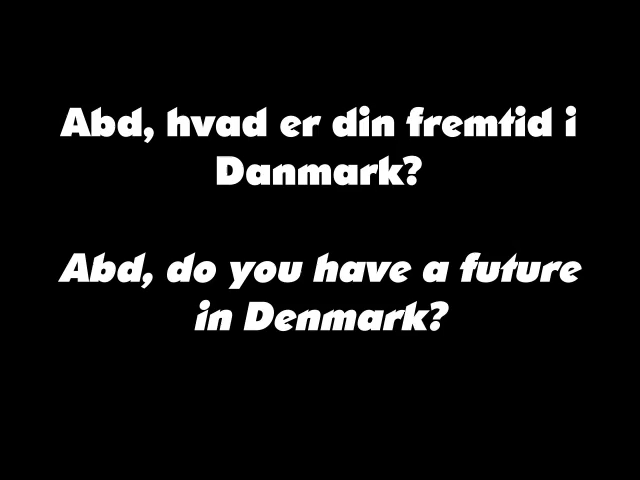 Abd, hvad er din fremtid i
Danmark?
Abd, do you have a future
in Denmark?